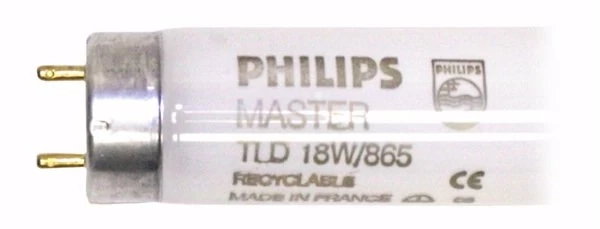 PHILIPS
PHILIPS
MASTER
TLD 18W/865
RECYCLABLE
CE
MADE IN FRANCE